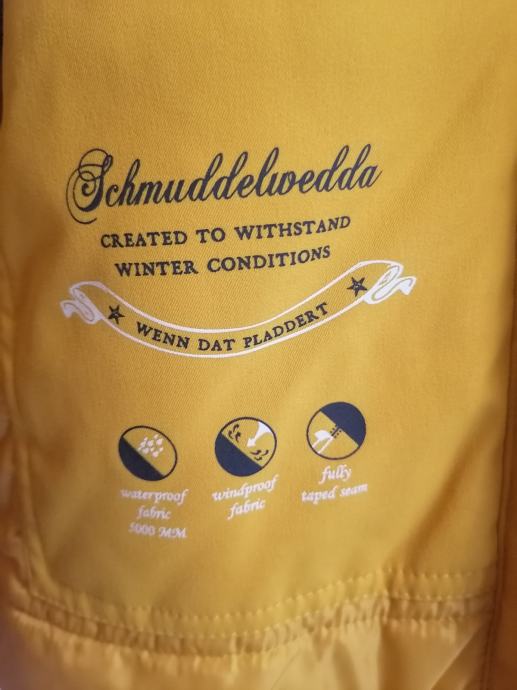 Schmuddelwedda
CREATED TO WITHSTAND
WINTER CONDITIONS
WENN DAT PLADDERT
waterproof
fabric
5000 MM
windproof
fabric
fully
taped seam